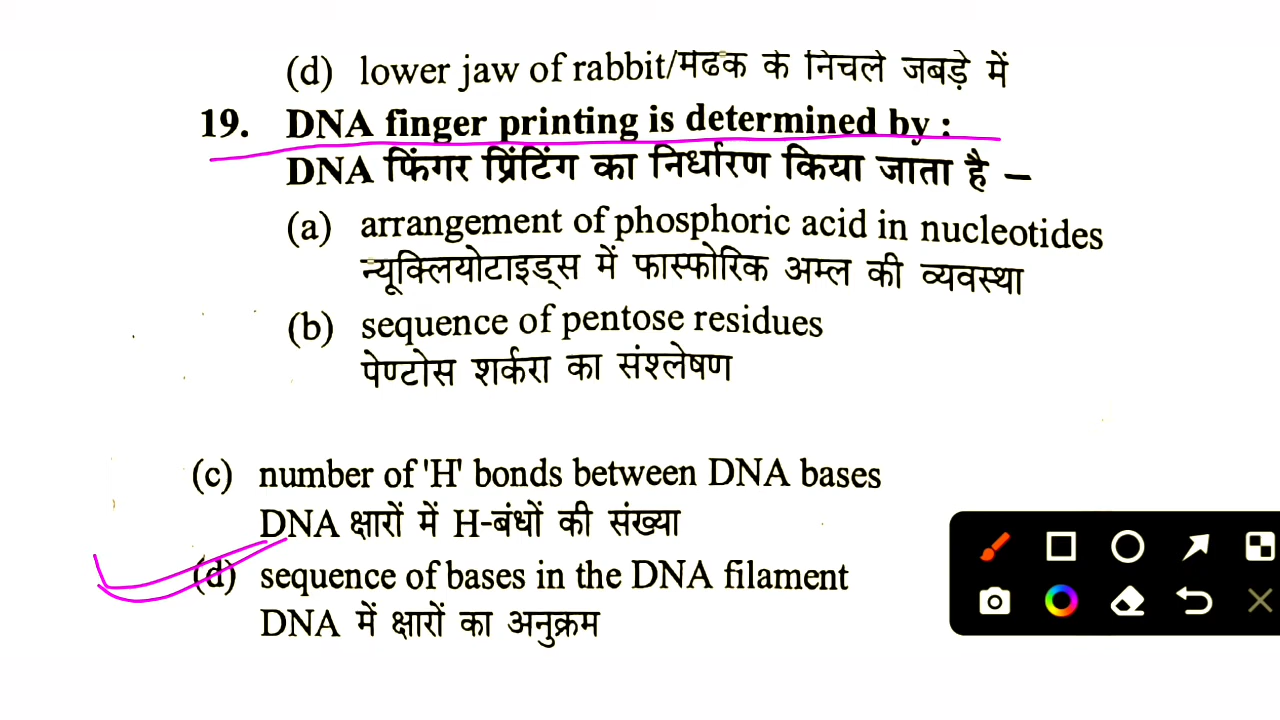 (d) lower jaw of rabbit/मेंढक के निचले जबड़े में
19. DNA finger printing is determined by :
DNA फिंगर प्रिंटिंग का निर्धारण किया जाता है –
(a) arrangement of phosphoric acid in nucleotides
न्यूक्लियोटाइड्स में फास्फोरिक अम्ल की व्यवस्था
(b) sequence of pentose residues
पेण्टोस शर्करा का संश्लेषण
(c) number of 'H' bonds between DNA bases
DNA क्षारों में H-बंधों की संख्या
(d) sequence of bases in the DNA filament
DNA में क्षारों का अनुक्रम